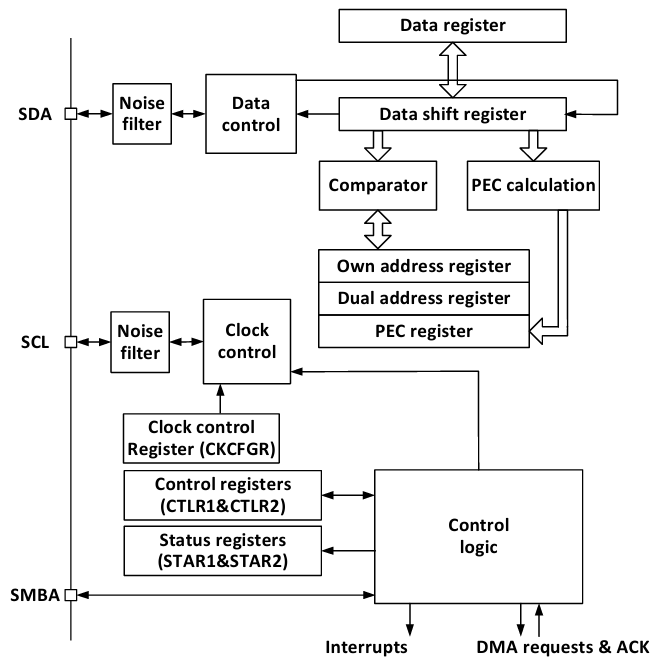 Data register
SDA
Noise
filter
Data
control
Data shift register
Comparator
PEC calculation
Own address register
Dual address register
PEC register
SCL
Noise
filter
Clock
control
Clock control
Register (CKCFGR)
Control registers
(CTLR1&CTLR2)
Status registers
(STAR1&STAR2)
Control
logic
SMBA
Interrupts
DMA requests & ACK